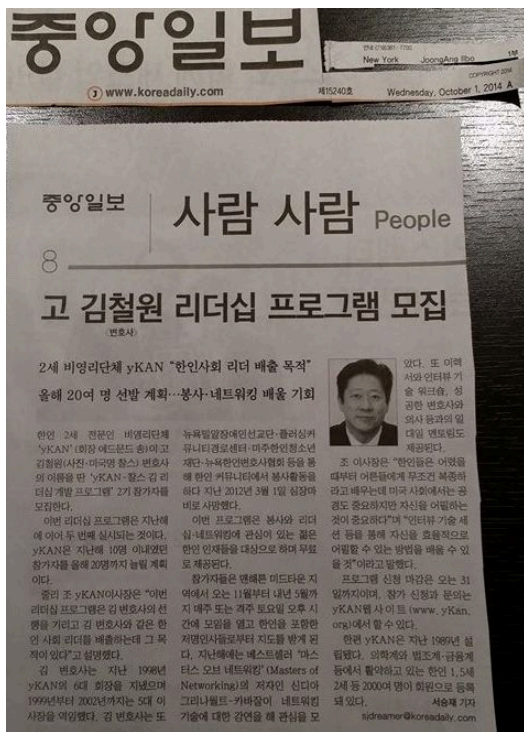 중앙일보
www.koreadaily.com
제15240호
안내 (718)361-7700
New York JoongAng Ilbo
1부
COPYRIGHT 2014
Wednesday, October 1, 2014 A
중앙일보
사람 사람 People
8
고 김철원 리더십 프로그램 모집
〈변호사〉
2세 비영리단체 yKAN “한인사회 리더 배출 목적”
올해 20여 명 선발 계획…봉사·네트워킹 배울 기회
한인 2세 전문인 비영리단체
‘yKAN’(회장 에드문드 송)이 고
김철원(사진·미국명 찰스) 변호사
의 이름을 딴 ‘yKAN-찰스 김 리
더십 개발 프로그램’ 2기 참가자를
모집한다.
이번 리더십 프로그램은 지난해
에 이어 두 번째 실시되는 것이다.
yKAN은 지난해 10명 이내였던
참가자를 올해 20명까지 늘릴 계획
이다.
줄리 조 yKAN이사장은 “이번
리더십 프로그램은 김 변호사의 선
행을 기리고 김 변호사와 같은 한
인 사회 리더를 배출하는데 그 목
적이 있다”고 설명했다.
김 변호사는 지난 1998년
yKAN의 6대 회장을 지냈으며
1999년부터 2002년까지는 5대 이
사장을 역임했다. 김 변호사는 또
뉴욕밀알장애인선교단·플러싱커
뮤니티경로센터·미주한인청소년
재단·뉴욕한인변호사협회 등을 통
해 한인 커뮤니티에서 봉사활동을
하다 지난 2012년 3월 1일 심장마
비로 사망했다.
이번 프로그램은 봉사와 리더
십·네트워킹에 관심이 있는 젊은
한인 인재들을 대상으로 하며 무료
로 제공된다.
참가자들은 맨해튼 미드타운 지
역에서 오는 11월부터 내년 5월까
지 매주 또는 격주 토요일 오후 시
간에 모임을 열고 한인을 포함한
저명인사들로부터 지도를 받게 된
다. 지난해에는 베스트셀러 ‘마스
터스 오브 네트워킹’(Masters of
Networking)의 저자인 신디아
그리나월트-카바잘이 네트워킹
기술에 대한 강연을 해 관심을 모
았다. 또 이력
서와 인터뷰 기
술 워크숍, 성
공한 변호사와
의사 등과의 일
대일 멘토링도
제공된다.
조 이사장은 “한인들은 어렸을
때부터 어른들에게 무조건 복종하
라고 배우는데 미국 사회에서는 공
경도 중요하지만 자신을 어필하는
것이 중요하다”며 “인터뷰 기술 세
션 등을 통해 자신을 효율적으로
어필할 수 있는 방법을 배울 수 있
을 것”이라고 말했다.
프로그램 신청 마감은 오는 31
일까지이며, 참가 신청과 문의는
yKAN웹사이트(www.yKan.
org)에서 할 수 있다.
한편 yKAN은 지난 1989년 설
립됐다. 의학계와 법조계·금융계
등에서 활약하고 있는 한인 1.5세
2세 등 2000여 명이 회원으로 등록
돼 있다.
서승재 기자
sjdreamer@koreadaily.com